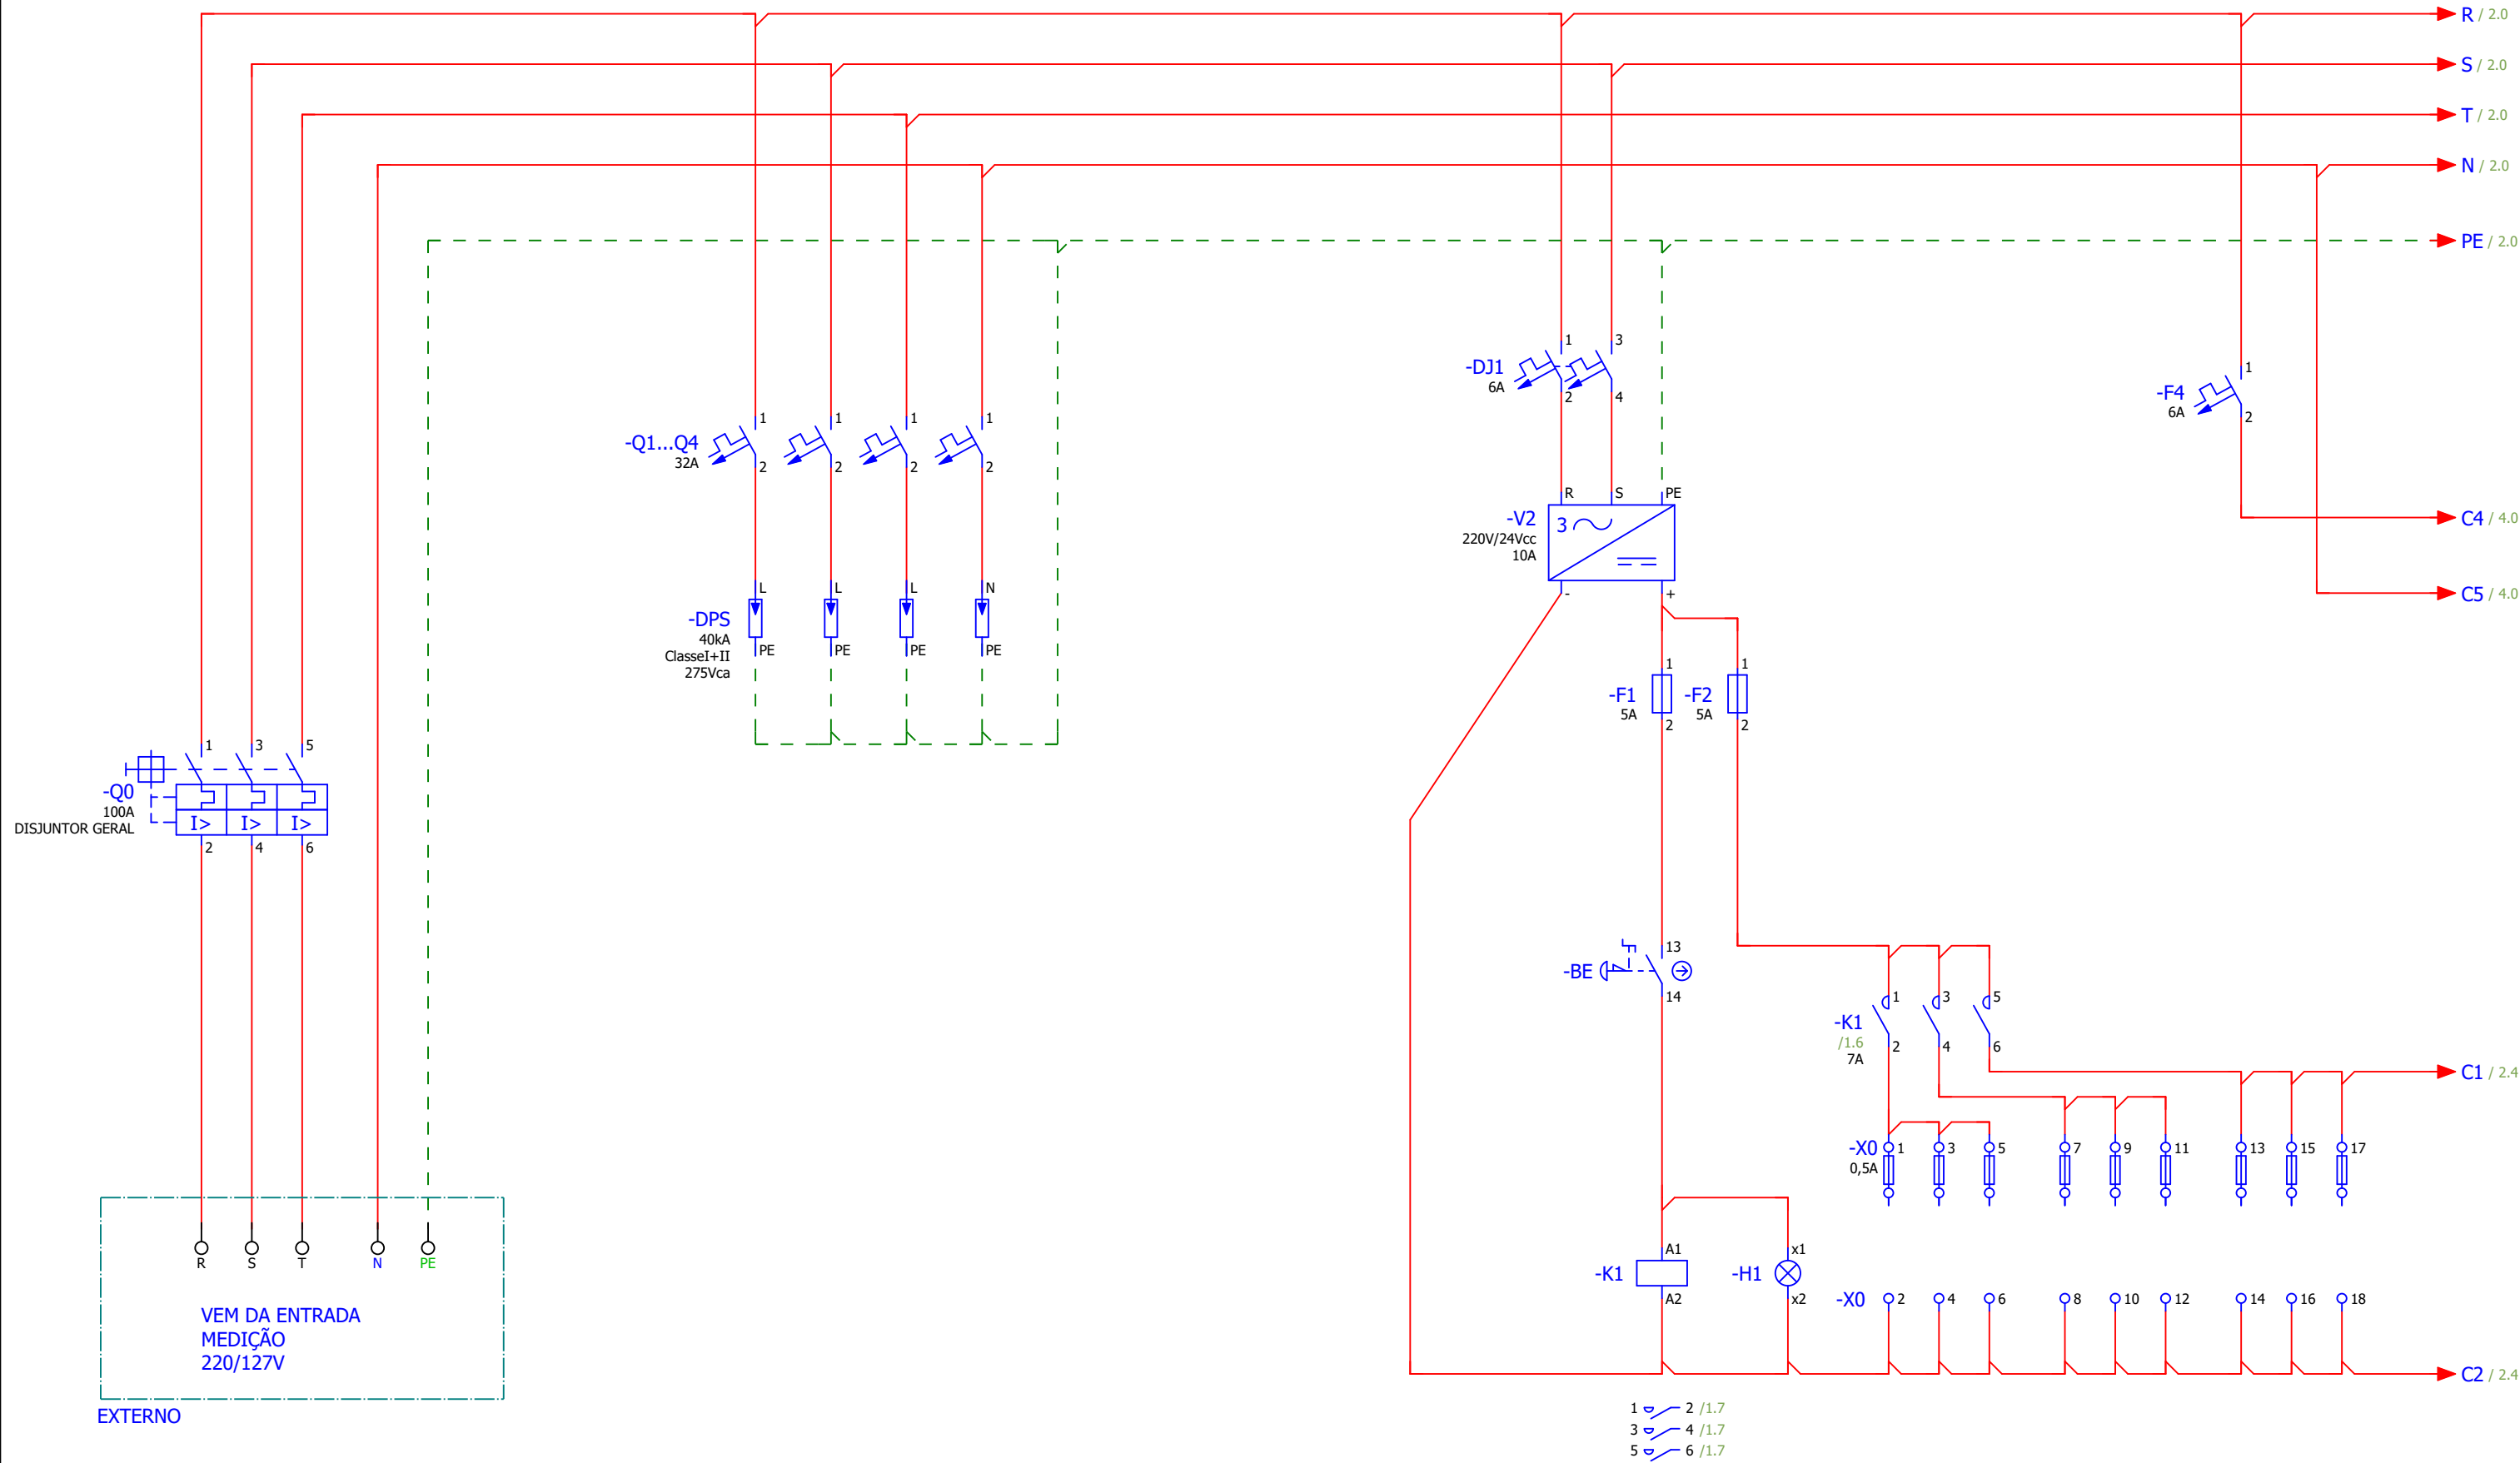 R / 2.0
S / 2.0
T / 2.0
N / 2.0
PE / 2.0
1 3
-DJ1
6A
2 4
1
-F4
6A
2
1 1 1 1
-Q1...Q4
32A
2 2 2 2
R S PE
-V2
220V/24Vcc
10A
3
- +
C4 / 4.0
C5 / 4.0
L L L N
-DPS
40kA
ClasseI+II
275Vca
PE PE PE PE
1 1
-F1 -F2
5A 5A
2 2
1 3 5
-Q0
100A
DISJUNTOR GERAL
I> I> I>
2 4 6
13
-BE
14
1 3 5
-K1
/1.6
7A
2 4 6
C1 / 2.4
-X0 1 3 5 7 9 11 13 15 17
0,5A
R S T N PE
A1 x1
-K1 -H1
A2 x2
-X0 2 4 6 8 10 12 14 16 18
VEM DA ENTRADA
MEDIÇÃO
220/127V
C2 / 2.4
EXTERNO
1 2 /1.7
3 4 /1.7
5 6 /1.7